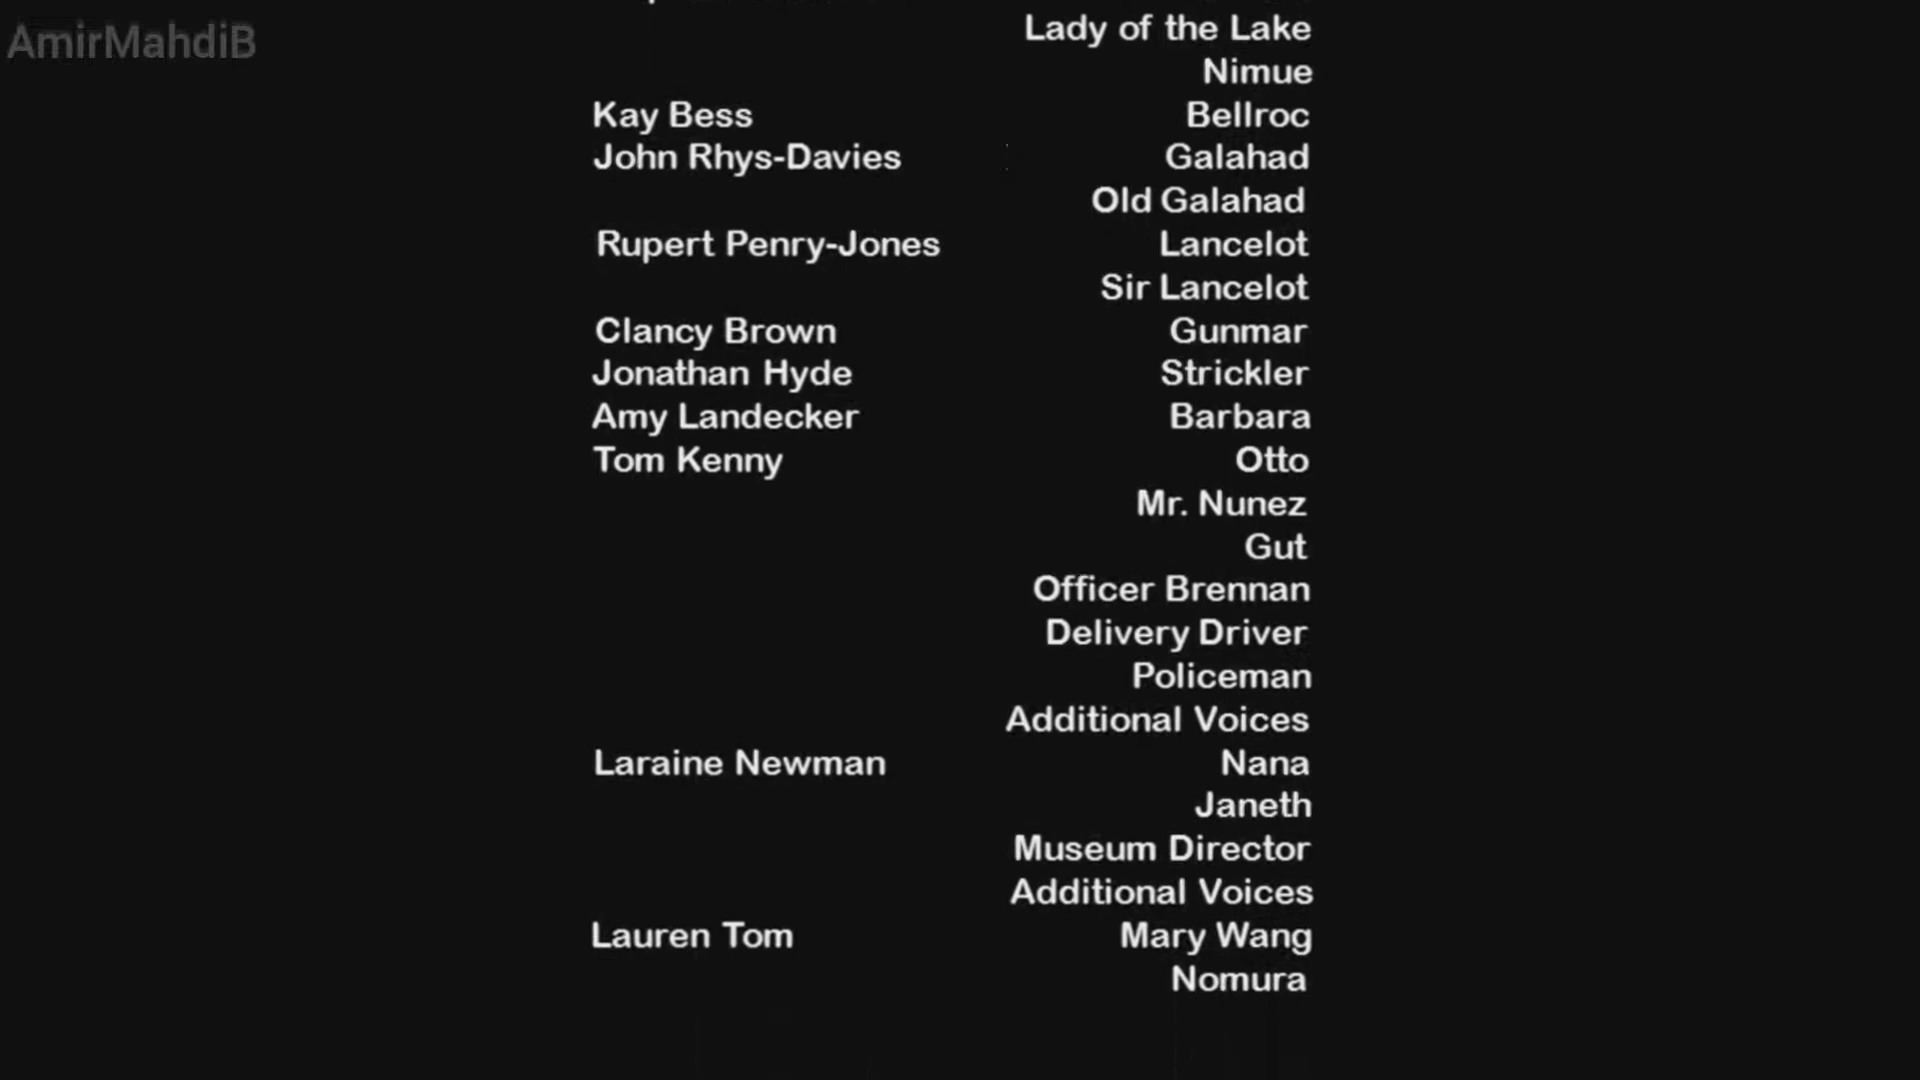 AmirMahdiB
Lady of the Lake
Nimue
Kay Bess Bellroc
John Rhys-Davies Galahad
Old Galahad
Rupert Penry-Jones Lancelot
Sir Lancelot
Clancy Brown Gunmar
Jonathan Hyde Strickler
Amy Landecker Barbara
Tom Kenny Otto
Mr. Nunez
Gut
Officer Brennan
Delivery Driver
Policeman
Additional Voices
Laraine Newman Nana
Janeth
Museum Director
Additional Voices
Lauren Tom Mary Wang
Nomura